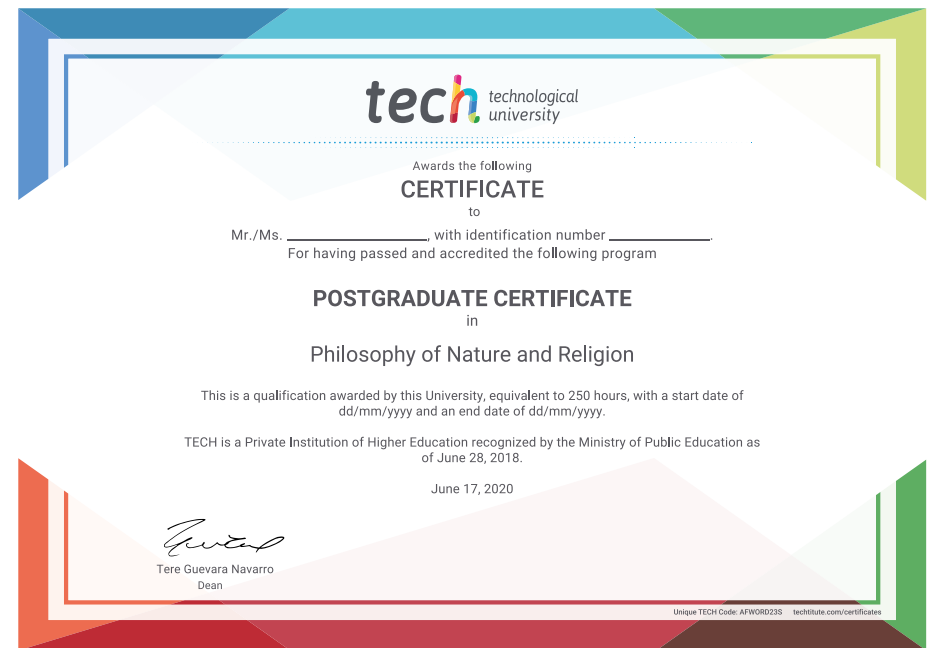 tech technological
university
Awards the following
CERTIFICATE
to
Mr./Ms. ____________________, with identification number ______________.
For having passed and accredited the following program
POSTGRADUATE CERTIFICATE
in
Philosophy of Nature and Religion
This is a qualification awarded by this University, equivalent to 250 hours, with a start date of
dd/mm/yyyy and an end date of dd/mm/yyyy.
TECH is a Private Institution of Higher Education recognized by the Ministry of Public Education as
of June 28, 2018.
June 17, 2020
Tere Guevara Navarro
Dean
Unique TECH Code: AFWORD23S techtitute.com/certificates